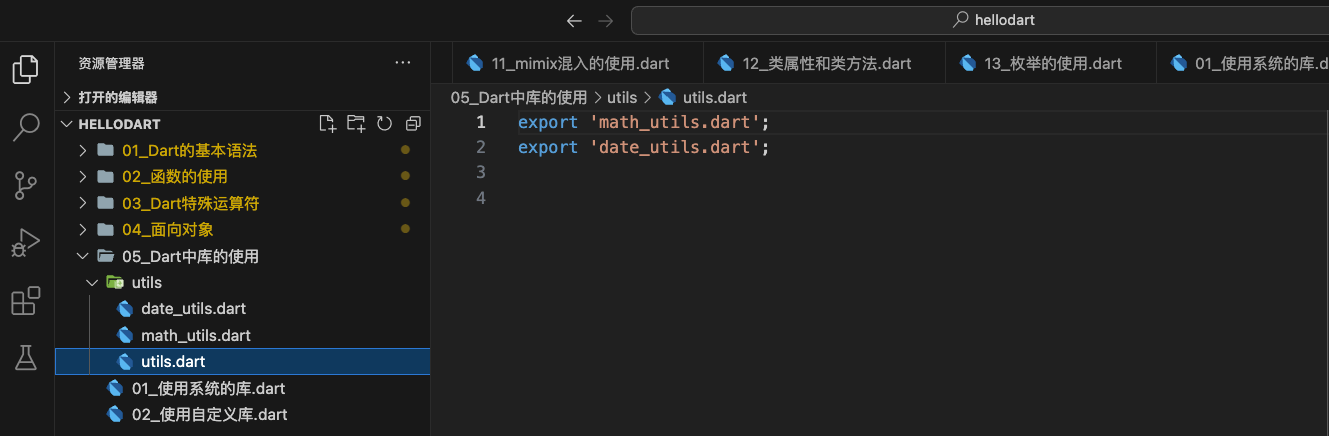 hellodart
资源管理器
11_mimix混入的使用.dart
12_类属性和类方法.dart
13_枚举的使用.dart
01_使用系统的库.d
打开的编辑器
05_Dart中库的使用 > utils > utils.dart
HELLODART
1 export 'math_utils.dart';
2 export 'date_utils.dart';
3
4
01_Dart的基本语法
02_函数的使用
03_Dart特殊运算符
04_面向对象
05_Dart中库的使用
utils
date_utils.dart
math_utils.dart
utils.dart
01_使用系统的库.dart
02_使用自定义库.dart